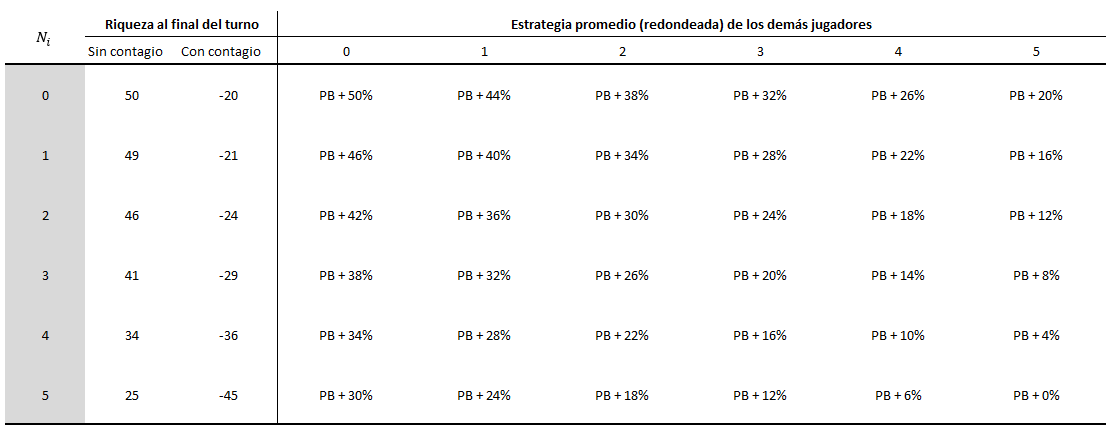 N_i Riqueza al final del turno Estrategia promedio (redondeada) de los demás jugadores
Sin contagio Con contagio 0 1 2 3 4 5
0 50 -20 PB + 50% PB + 44% PB + 38% PB + 32% PB + 26% PB + 20%
1 49 -21 PB + 46% PB + 40% PB + 34% PB + 28% PB + 22% PB + 16%
2 46 -24 PB + 42% PB + 36% PB + 30% PB + 24% PB + 18% PB + 12%
3 41 -29 PB + 38% PB + 32% PB + 26% PB + 20% PB + 14% PB + 8%
4 34 -36 PB + 34% PB + 28% PB + 22% PB + 16% PB + 10% PB + 4%
5 25 -45 PB + 30% PB + 24% PB + 18% PB + 12% PB + 6% PB + 0%